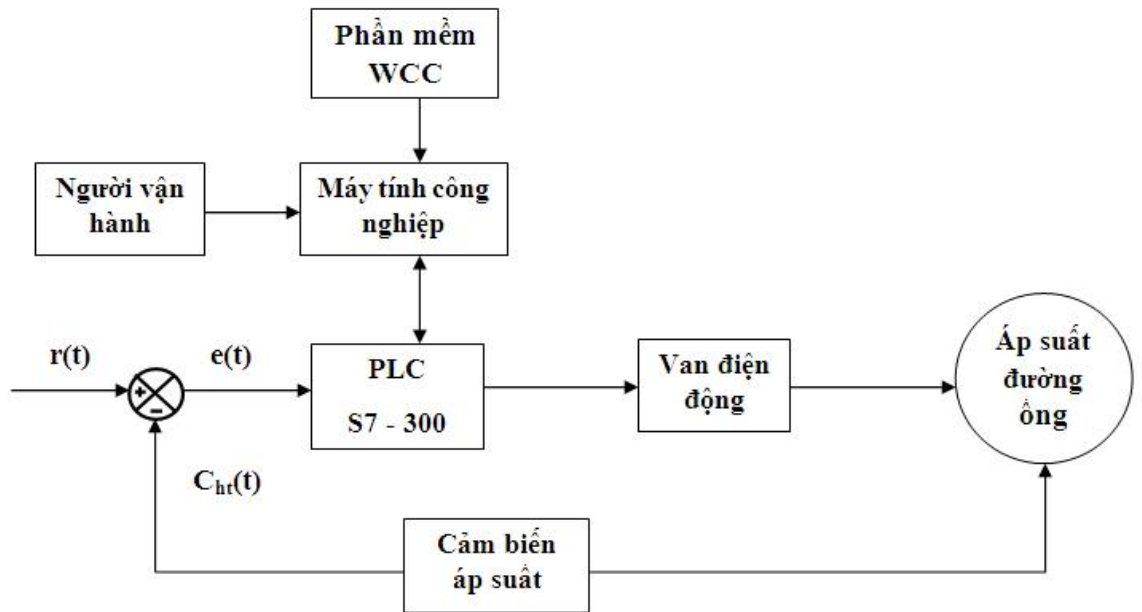 Phần mềm
WCC
Người vận
hành
Máy tính công
nghiệp
r(t)
e(t)
PLC
S7 - 300
Van điện
động
Áp suất
đường
ống
+
-
Cht(t)
Cảm biến
áp suất